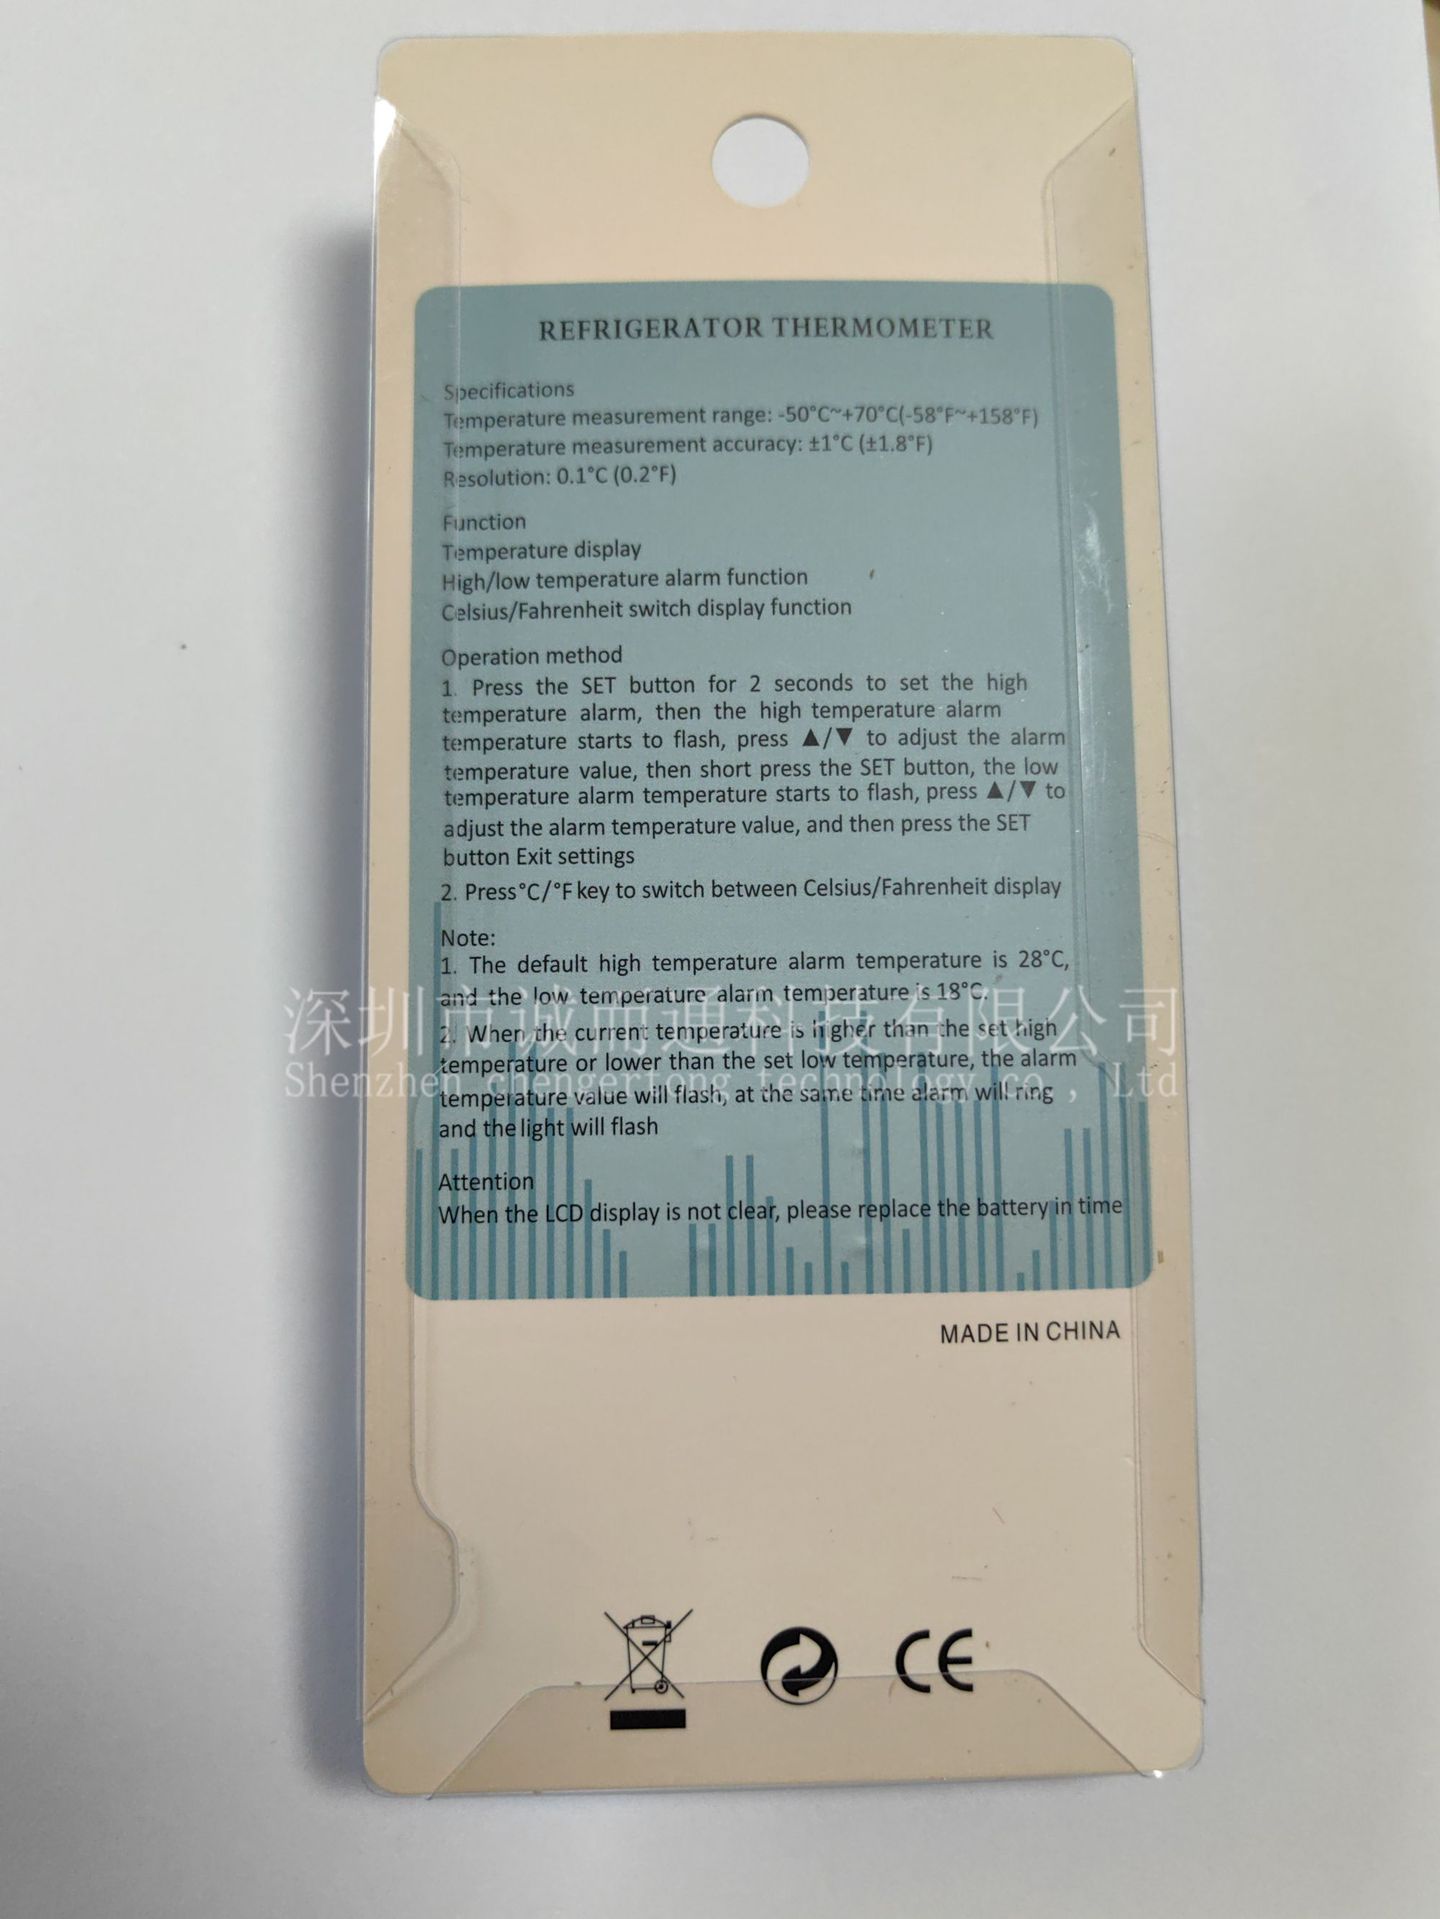 REFRIGERATOR THERMOMETER
Specifications
Temperature measurement range: -50°C~+70°C(-58°F~+158°F)
Temperature measurement accuracy: ±1°C (±1.8°F)
Resolution: 0.1°C (0.2°F)
Function
Temperature display
High/low temperature alarm function
Celsius/Fahrenheit switch display function
Operation method
1. Press the SET button for 2 seconds to set the high
temperature alarm, then the high temperature alarm
temperature starts to flash, press ▲/▼ to adjust the alarm
temperature value, then short press the SET button, the low
temperature alarm temperature starts to flash, press ▲/▼ to
adjust the alarm temperature value, and then press the SET
button Exit settings
2. Press°C/°F key to switch between Celsius/Fahrenheit display
Note:
1. The default high temperature alarm temperature is 28°C,
and the low temperature alarm temperature is 18°C.
深圳市诚而通科技有限公司
2. When the current temperature is higher than the set high
temperature or lower than the set low temperature, the alarm
Shenzhen chengertong technology co , Ltd
temperature value will flash, at the same time alarm will ring
and the light will flash
Attention
When the LCD display is not clear, please replace the battery in time
MADE IN CHINA
CE